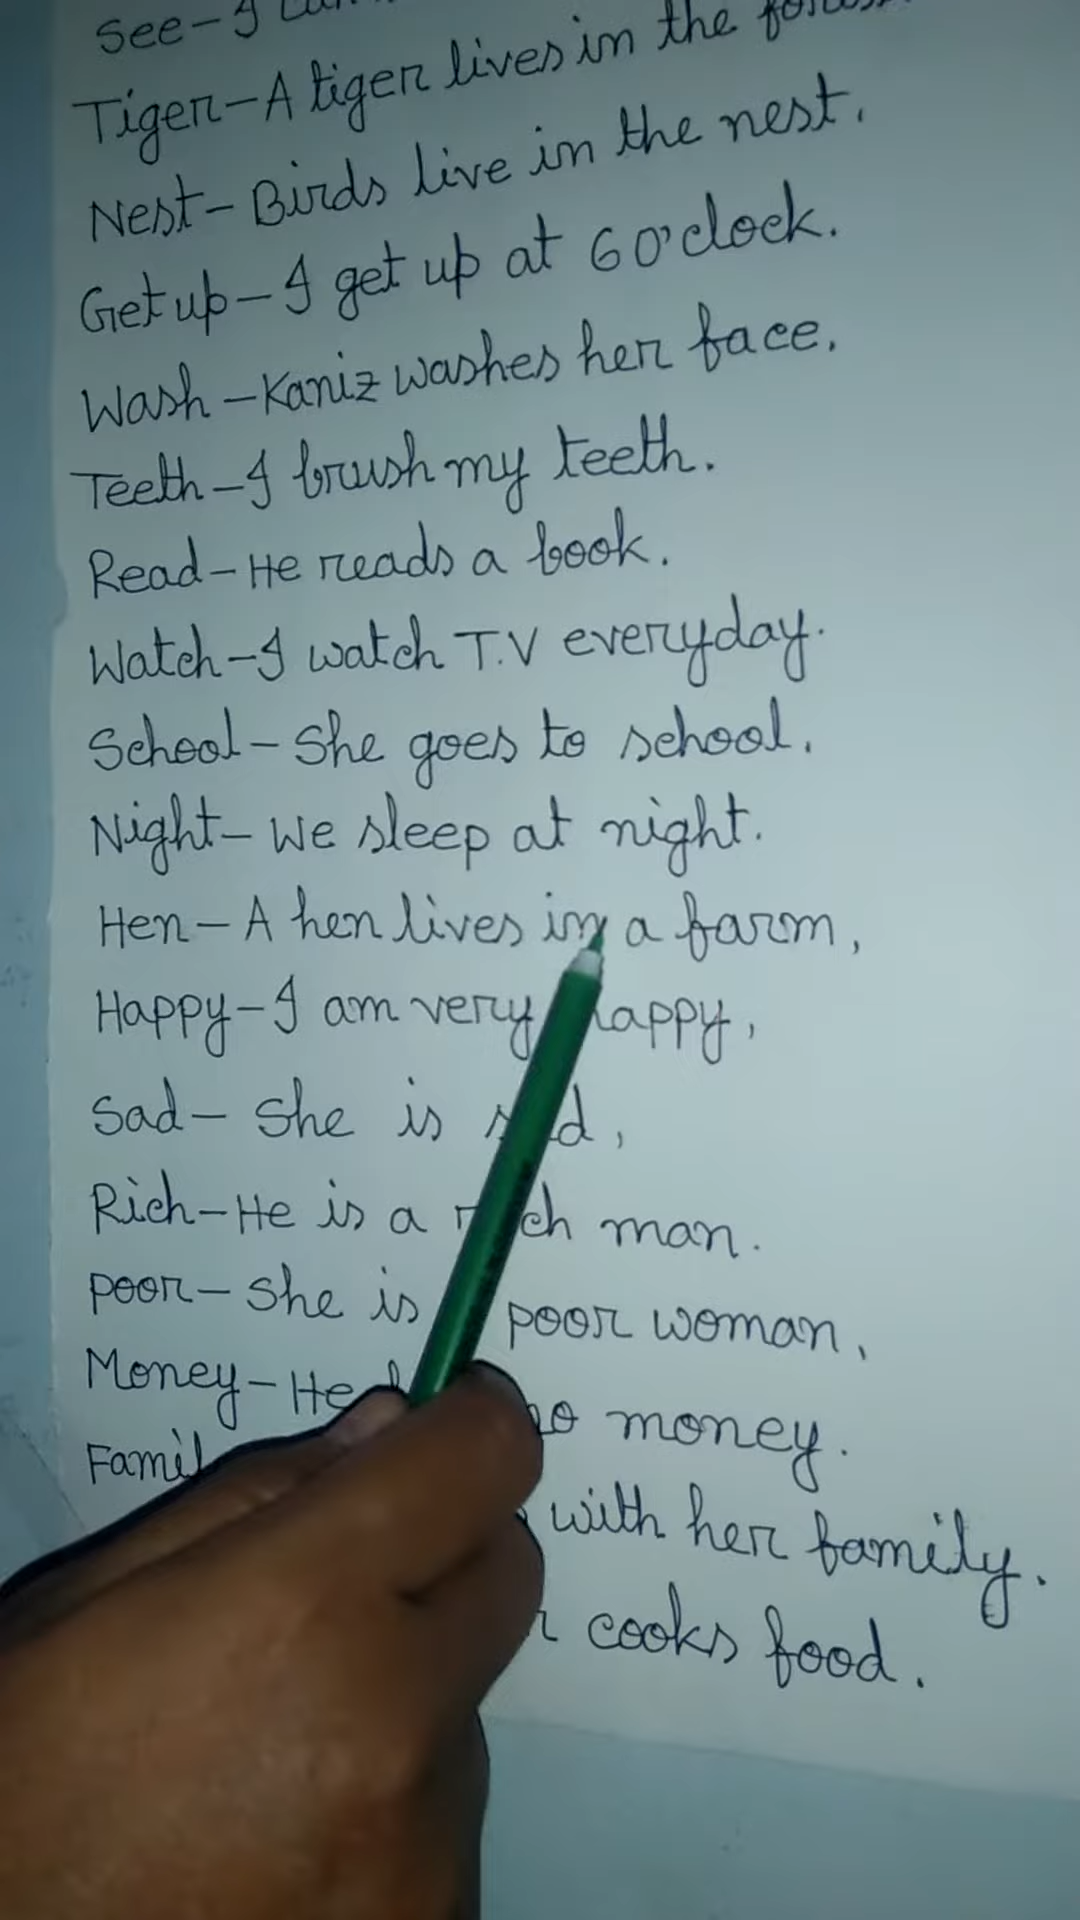 See-I
Tiger-A tiger lives in the
Nest-Birds live in the nest.
Get up-I get up at 6 O'clock.
Wash-Kaniz washes her face.
Teeth-I brush my teeth.
Read-He reads a book.
Watch-I watch T.V everyday.
School-She goes to school.
Night-We sleep at night.
Hen-A hen lives in a farm,
Happy-I am very happy,
Sad-She is sad,
Rich-He is a rich man.
Poor-She is poor woman,
Money-He no money.
with her family.
cooks food.